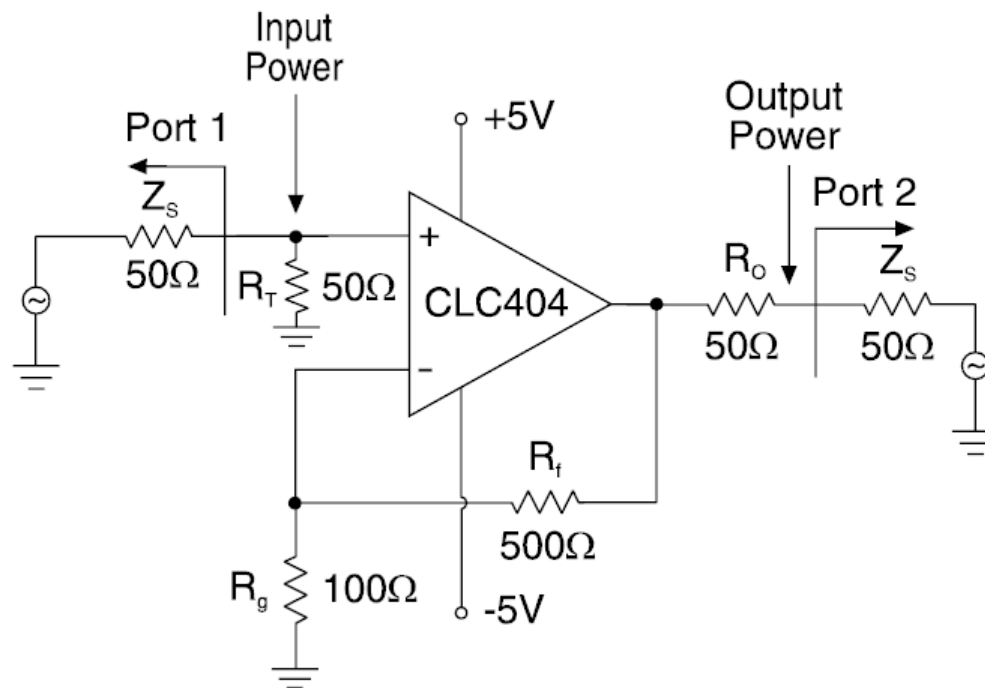 Input
Power
Port 1
Z_S
50Ω
R_T
50Ω
+5V
+
CLC404
-
-5V
R_f
500Ω
R_g
100Ω
Output
Power
Port 2
R_O
50Ω
Z_S
50Ω